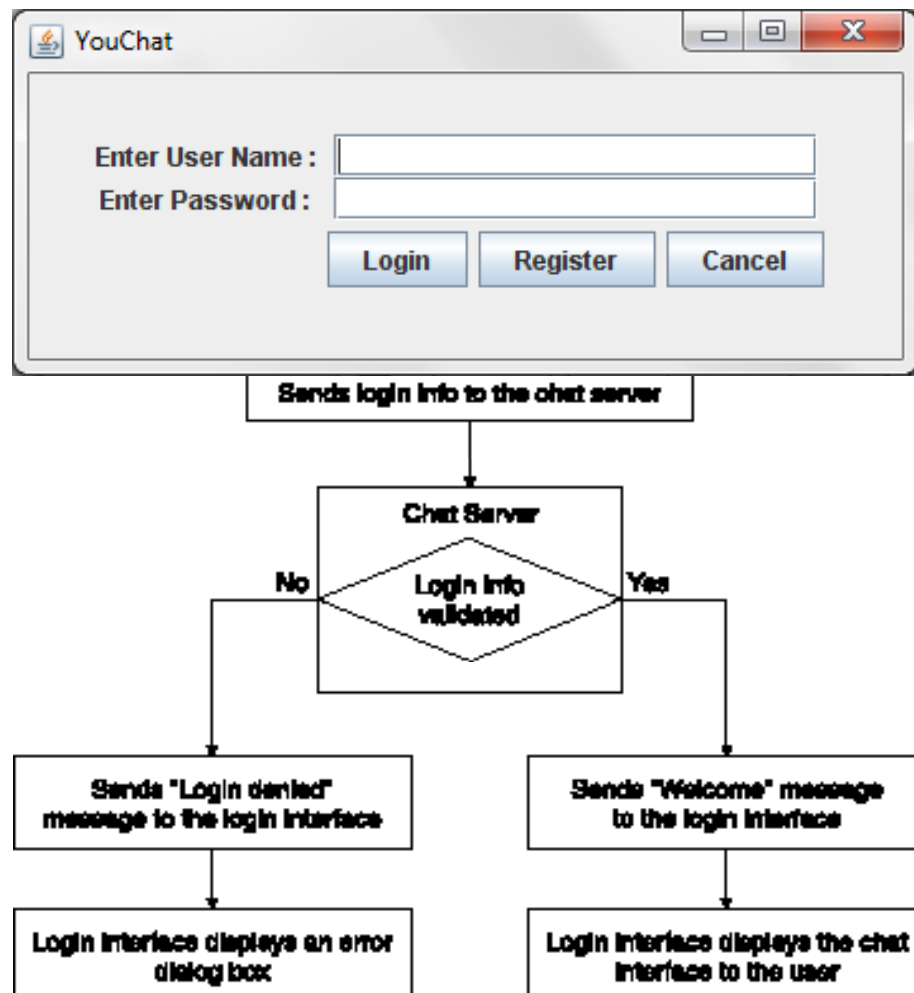 YouChat
Enter User Name :
Enter Password :
Login Register Cancel
Sends login info to the chat server
Chat Server
No
Login info
validated
Yes
Sends "Login denied"
message to the login interface
Sends "Welcome" message
to the login interface
Login interface displays an error
dialog box
Login interface displays the chat
interface to the user